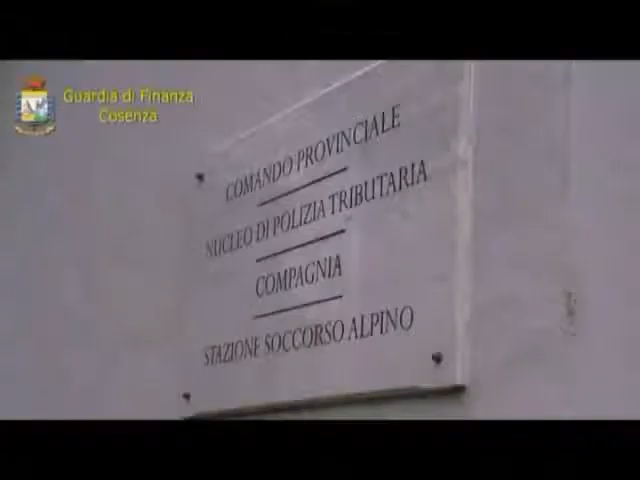 Guardia di Finanza
Cosenza
COMANDO PROVINCIALE
NUCLEO DI POLIZIA TRIBUTARIA
COMPAGNIA
STAZIONE SOCCORSO ALPINO